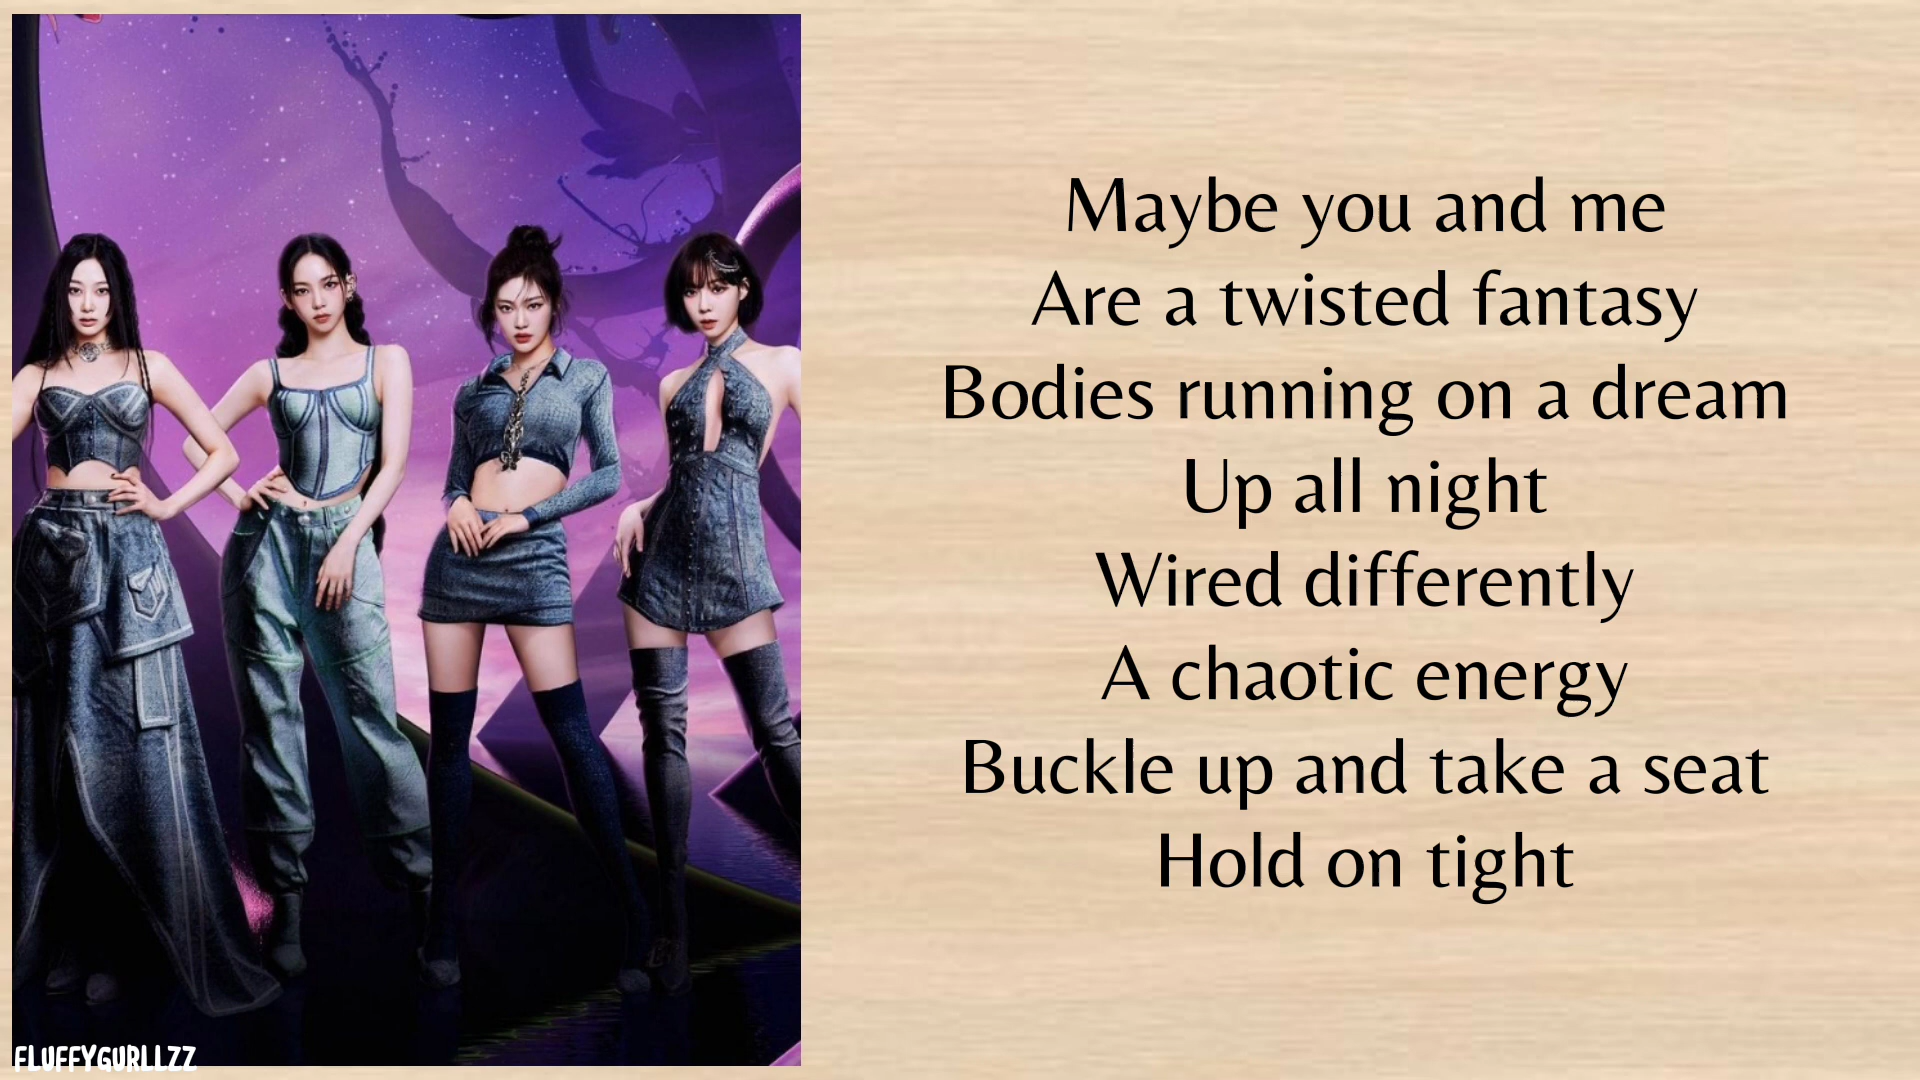 Maybe you and me
Are a twisted fantasy
Bodies running on a dream
Up all night
Wired differently
A chaotic energy
Buckle up and take a seat
Hold on tight
FLUFFYGURLLZZ